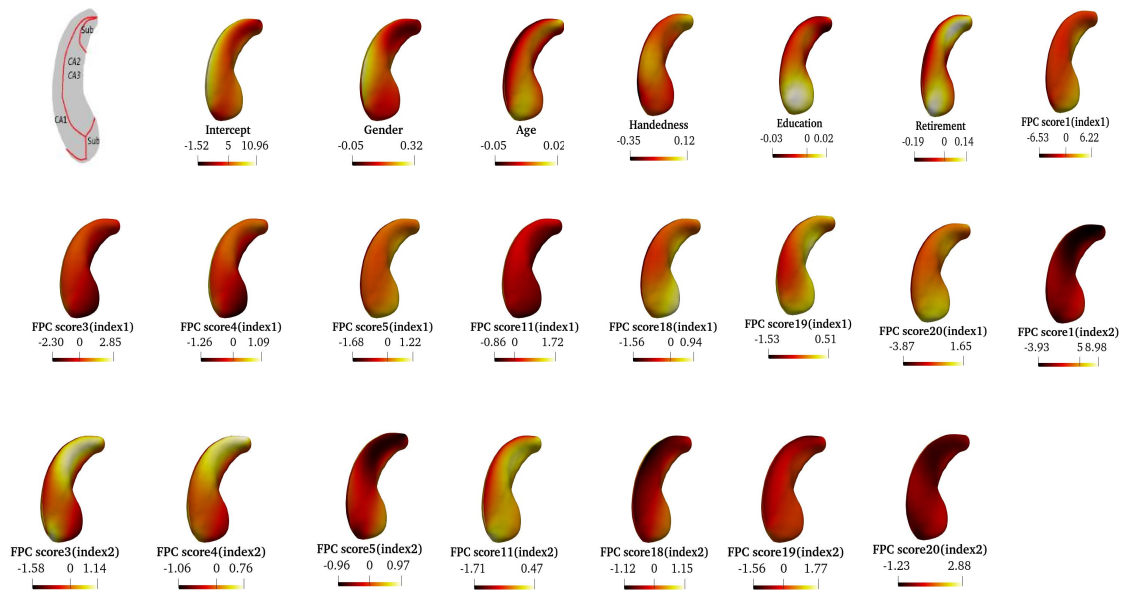 Sub
CA2
CA3
CA1
Sub
Intercept
-1.52 5 10.96
Gender
-0.05 0.32
Age
-0.05 0.02
Handedness
-0.35 0.12
Education
-0.03 0 0.02
Retirement
-0.19 0 0.14
FPC score1(index1)
-6.53 0 6.22
FPC score3(index1)
-2.30 0 2.85
FPC score4(index1)
-1.26 0 1.09
FPC score5(index1)
-1.68 0 1.22
FPC score11(index1)
-0.86 0 1.72
FPC score18(index1)
-1.56 0 0.94
FPC score19(index1)
-1.53 0.51
FPC score20(index1)
-3.87 1.65
FPC score1(index2)
-3.93 58.98
FPC score3(index2)
-1.58 0 1.14
FPC score4(index2)
-1.06 0 0.76
FPC score5(index2)
-0.96 0 0.97
FPC score11(index2)
-1.71 0.47
FPC score18(index2)
-1.12 0 1.15
FPC score19(index2)
-1.56 0 1.77
FPC score20(index2)
-1.23 2.88